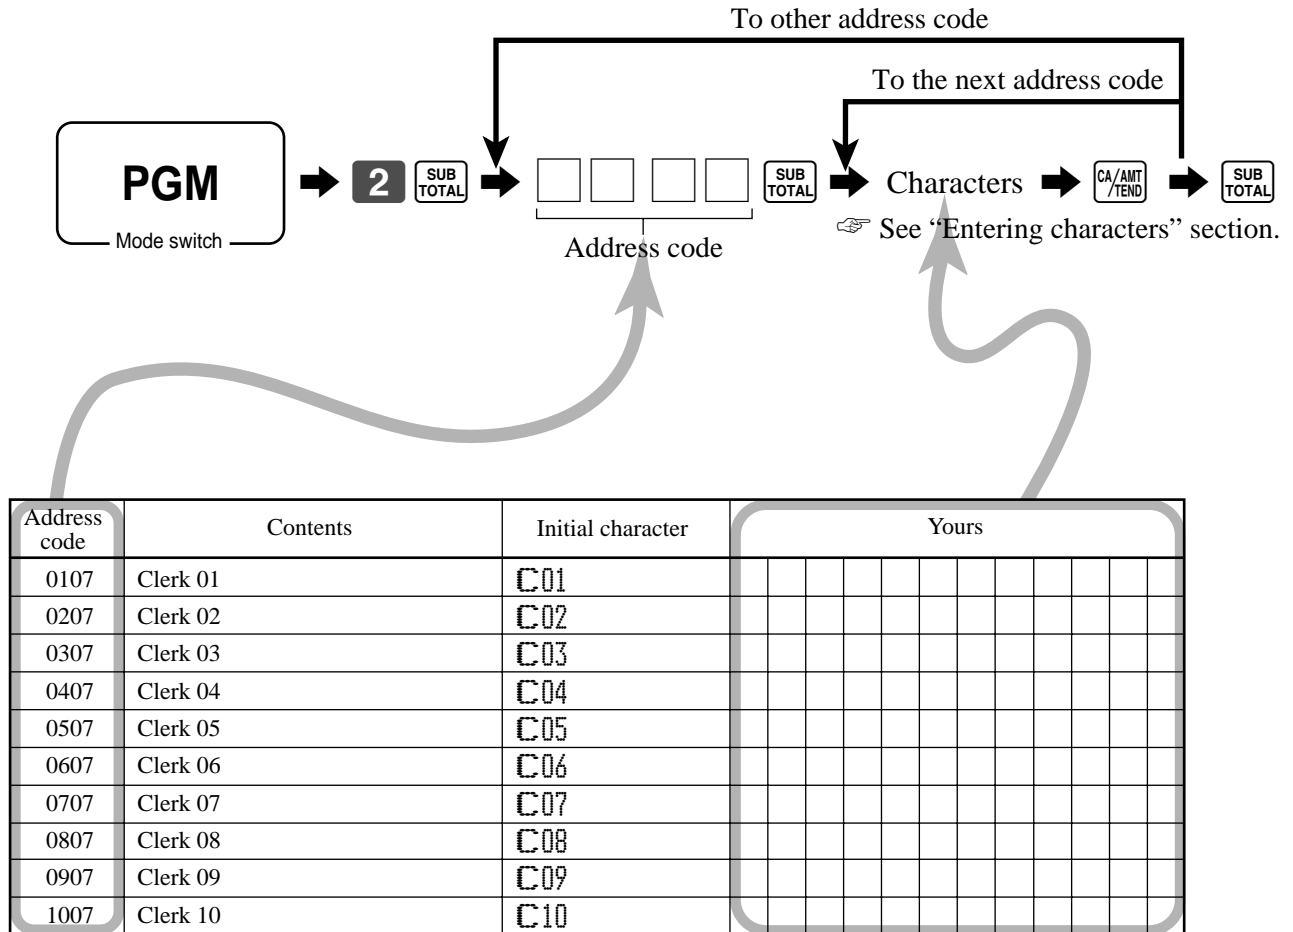 To other address code
To the next address code
PGM
Mode switch
2 SUB TOTAL SUB TOTAL Characters CA/AMT/TEND SUB TOTAL
Address code
☞ See “Entering characters” section.
Address code Contents Initial character Yours
0107 Clerk 01 C01
0207 Clerk 02 C02
0307 Clerk 03 C03
0407 Clerk 04 C04
0507 Clerk 05 C05
0607 Clerk 06 C06
0707 Clerk 07 C07
0807 Clerk 08 C08
0907 Clerk 09 C09
1007 Clerk 10 C10